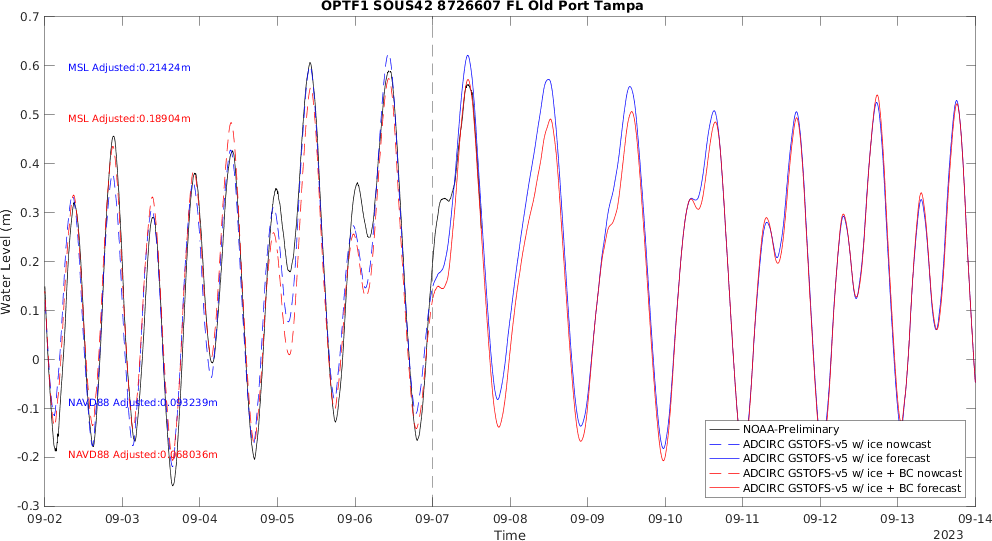 OPTF1 SOUS42 8726607 FL Old Port Tampa
0.7
0.6
0.5
0.4
0.3
0.2
0.1
0
-0.1
-0.2
-0.3
Water Level (m)
MSL Adjusted:0.21424m
MSL Adjusted:0.18904m
NAVD88 Adjusted:0.093239m
NAVD88 Adjusted:0.068036m
NOAA-Preliminary
ADCIRC GSTOFS-v5 w/ ice nowcast
ADCIRC GSTOFS-v5 w/ ice forecast
ADCIRC GSTOFS-v5 w/ ice + BC nowcast
ADCIRC GSTOFS-v5 w/ ice + BC forecast
09-02 09-03 09-04 09-05 09-06 09-07 09-08 09-09 09-10 09-11 09-12 09-13 09-14
Time
2023